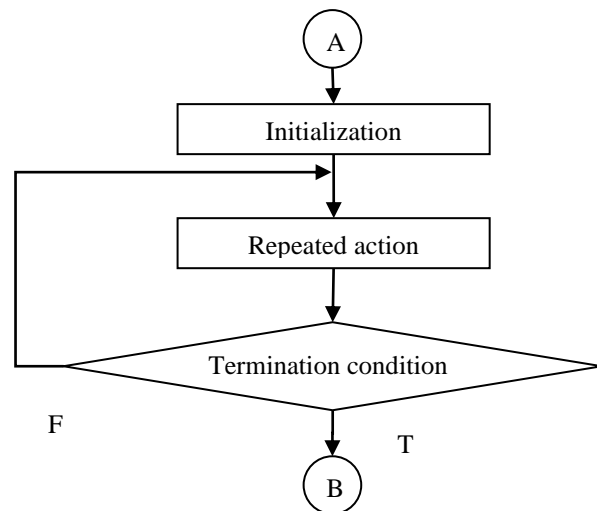 A
Initialization
Repeated action
Termination condition
F
T
B